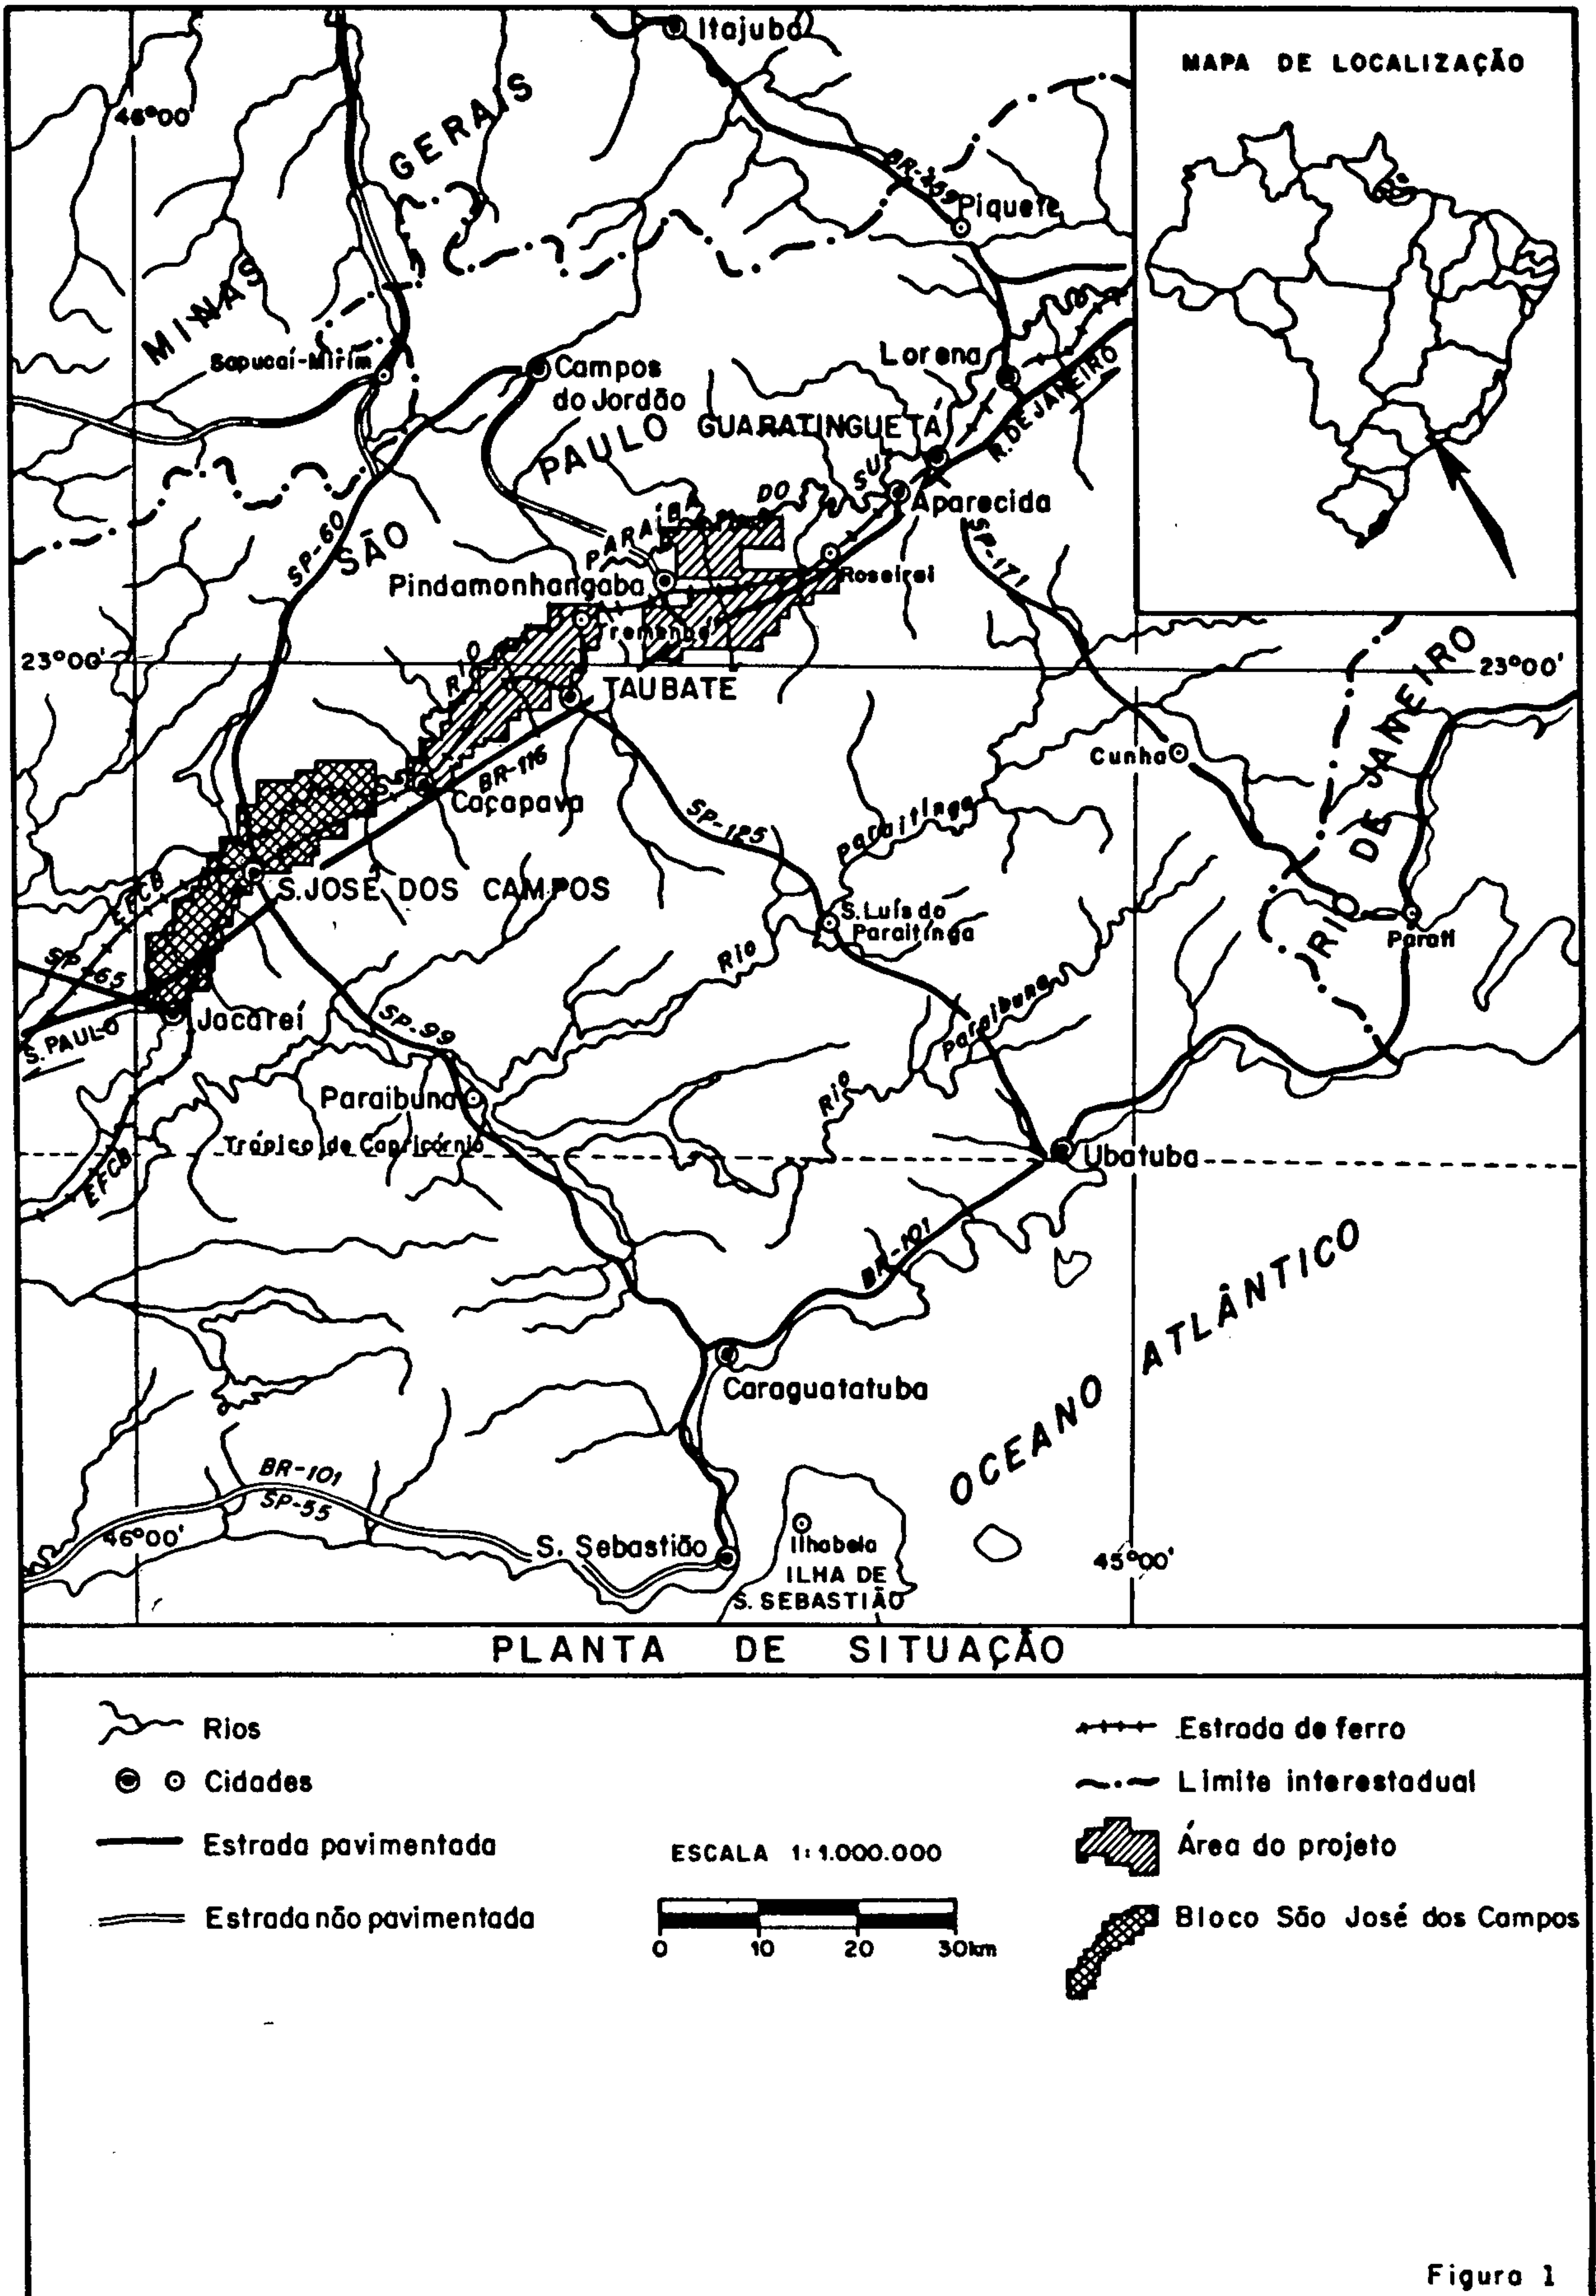 Itajubá
MAPA DE LOCALIZAÇÃO
46°00'
MINAS GERAIS
BR-459
Piquete
Sapucaí-Mirim
Campos
do Jordão
Lorena
R. DE JANEIRO
SÃO PAULO
GUARATINGUETÁ
Aparecida
SP-60
RIO PARAÍBA DO SUL
SP-171
Pindamonhangaba
Roseirai
Tremembé
23°00'
23°00'
TAUBATE
BR-116
Caçapava
Cunha
RIO DE JANEIRO
SP-125
Rio Paraitinga
EFCB
S. JOSÉ DOS CAMPOS
S. Luís do
Paraitinga
Parati
SP-65
Jacareí
S. PAULO
SP-99
Rio Paraibuna
Paraibuna
Trópico de Capricórnio
EFCB
Ubatuba
BR-101
OCEANO ATLÂNTICO
Caraguatatuba
BR-101
SP-55
46°00'
S. Sebastião
Ilhabela
ILHA DE
S. SEBASTIÃO
45°00'
PLANTA DE SITUAÇÃO
Rios
Cidades
Estrada pavimentada
Estrada não pavimentada
ESCALA 1:1.000.000
0 10 20 30km
Estrada de ferro
Limite interestadual
Área do projeto
Bloco São José dos Campos
Figura 1